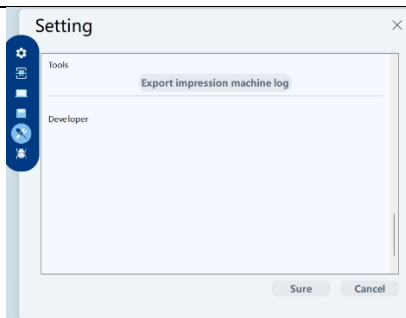 Setting
Tools
Export impression machine log
Developer
Sure
Cancel